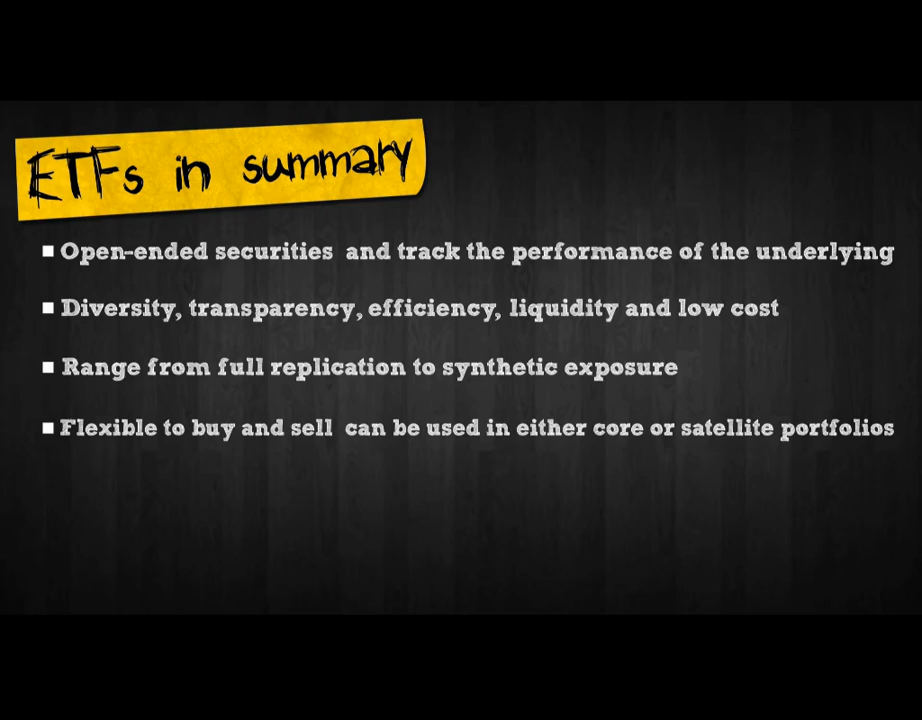 ETFs in summary
Open-ended securities and track the performance of the underlying
Diversity, transparency, efficiency, liquidity and low cost
Range from full replication to synthetic exposure
Flexible to buy and sell can be used in either core or satellite portfolios